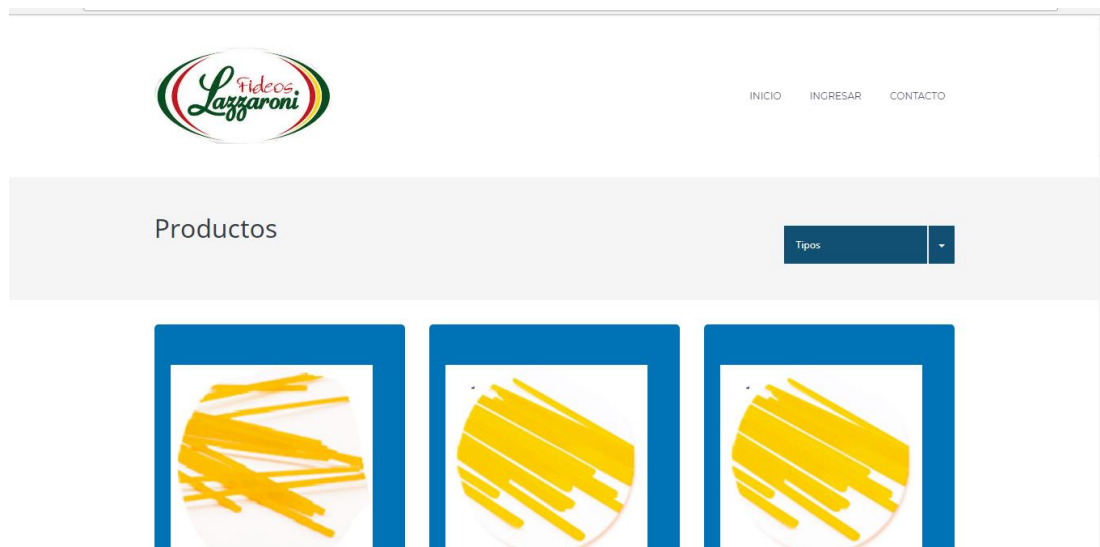 Fideos
Lazzaroni
INICIO INGRESAR CONTACTO
Productos
Tipos